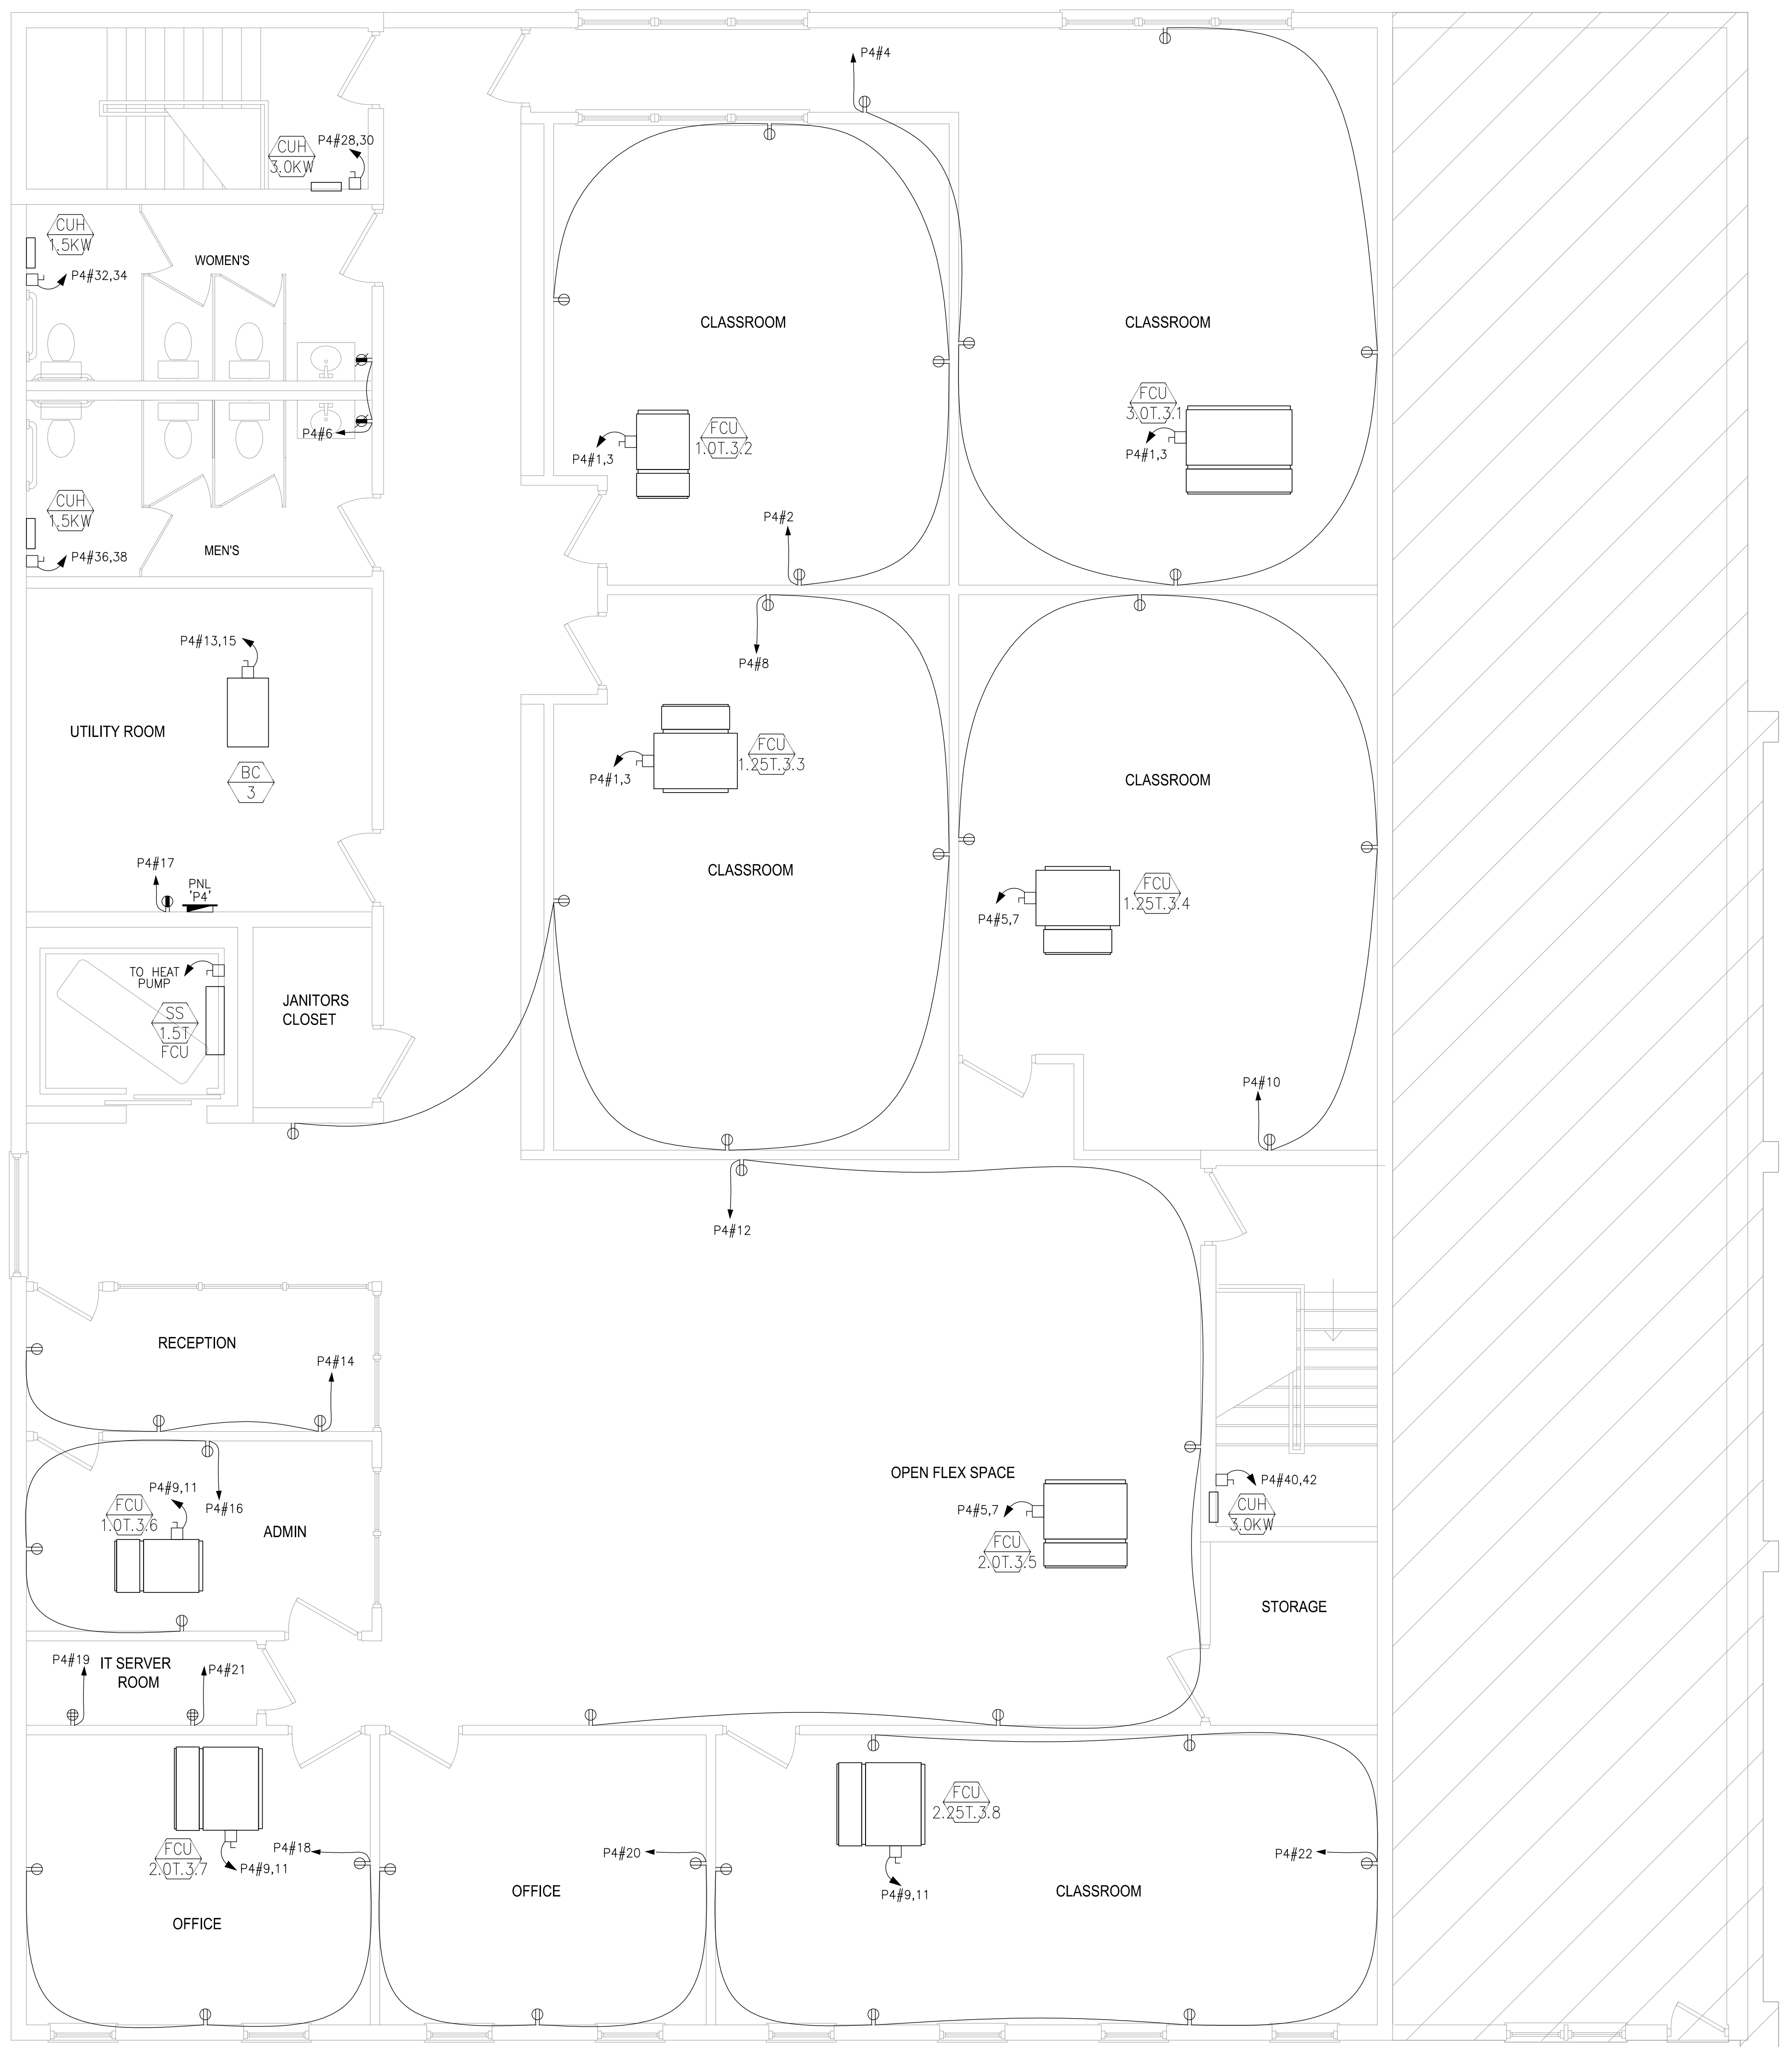 P4#4
CUH
3.0KW
P4#28,30
CUH
1.5KW
P4#32,34
WOMEN'S
CLASSROOM
CLASSROOM
FCU
3.0T.3.1
P4#1,3
FCU
1.0T.3.2
P4#1,3
P4#6
CUH
1.5KW
P4#36,38
MEN'S
P4#2
P4#13,15
UTILITY ROOM
BC
3
P4#8
FCU
1.25T.3.3
P4#1,3
CLASSROOM
CLASSROOM
P4#17
PNL
'P4'
FCU
1.25T.3.4
P4#5,7
TO HEAT
PUMP
SS
1.5T
FCU
JANITORS
CLOSET
P4#10
P4#12
RECEPTION
P4#14
P4#9,11
FCU
1.0T.3.6
P4#16
ADMIN
OPEN FLEX SPACE
P4#5,7
FCU
2.0T.3.5
P4#40,42
CUH
3.0KW
STORAGE
P4#19
IT SERVER
ROOM
P4#21
FCU
2.0T.3.7
P4#9,11
P4#18
OFFICE
P4#20
OFFICE
FCU
2.25T.3.8
P4#9,11
P4#22
CLASSROOM